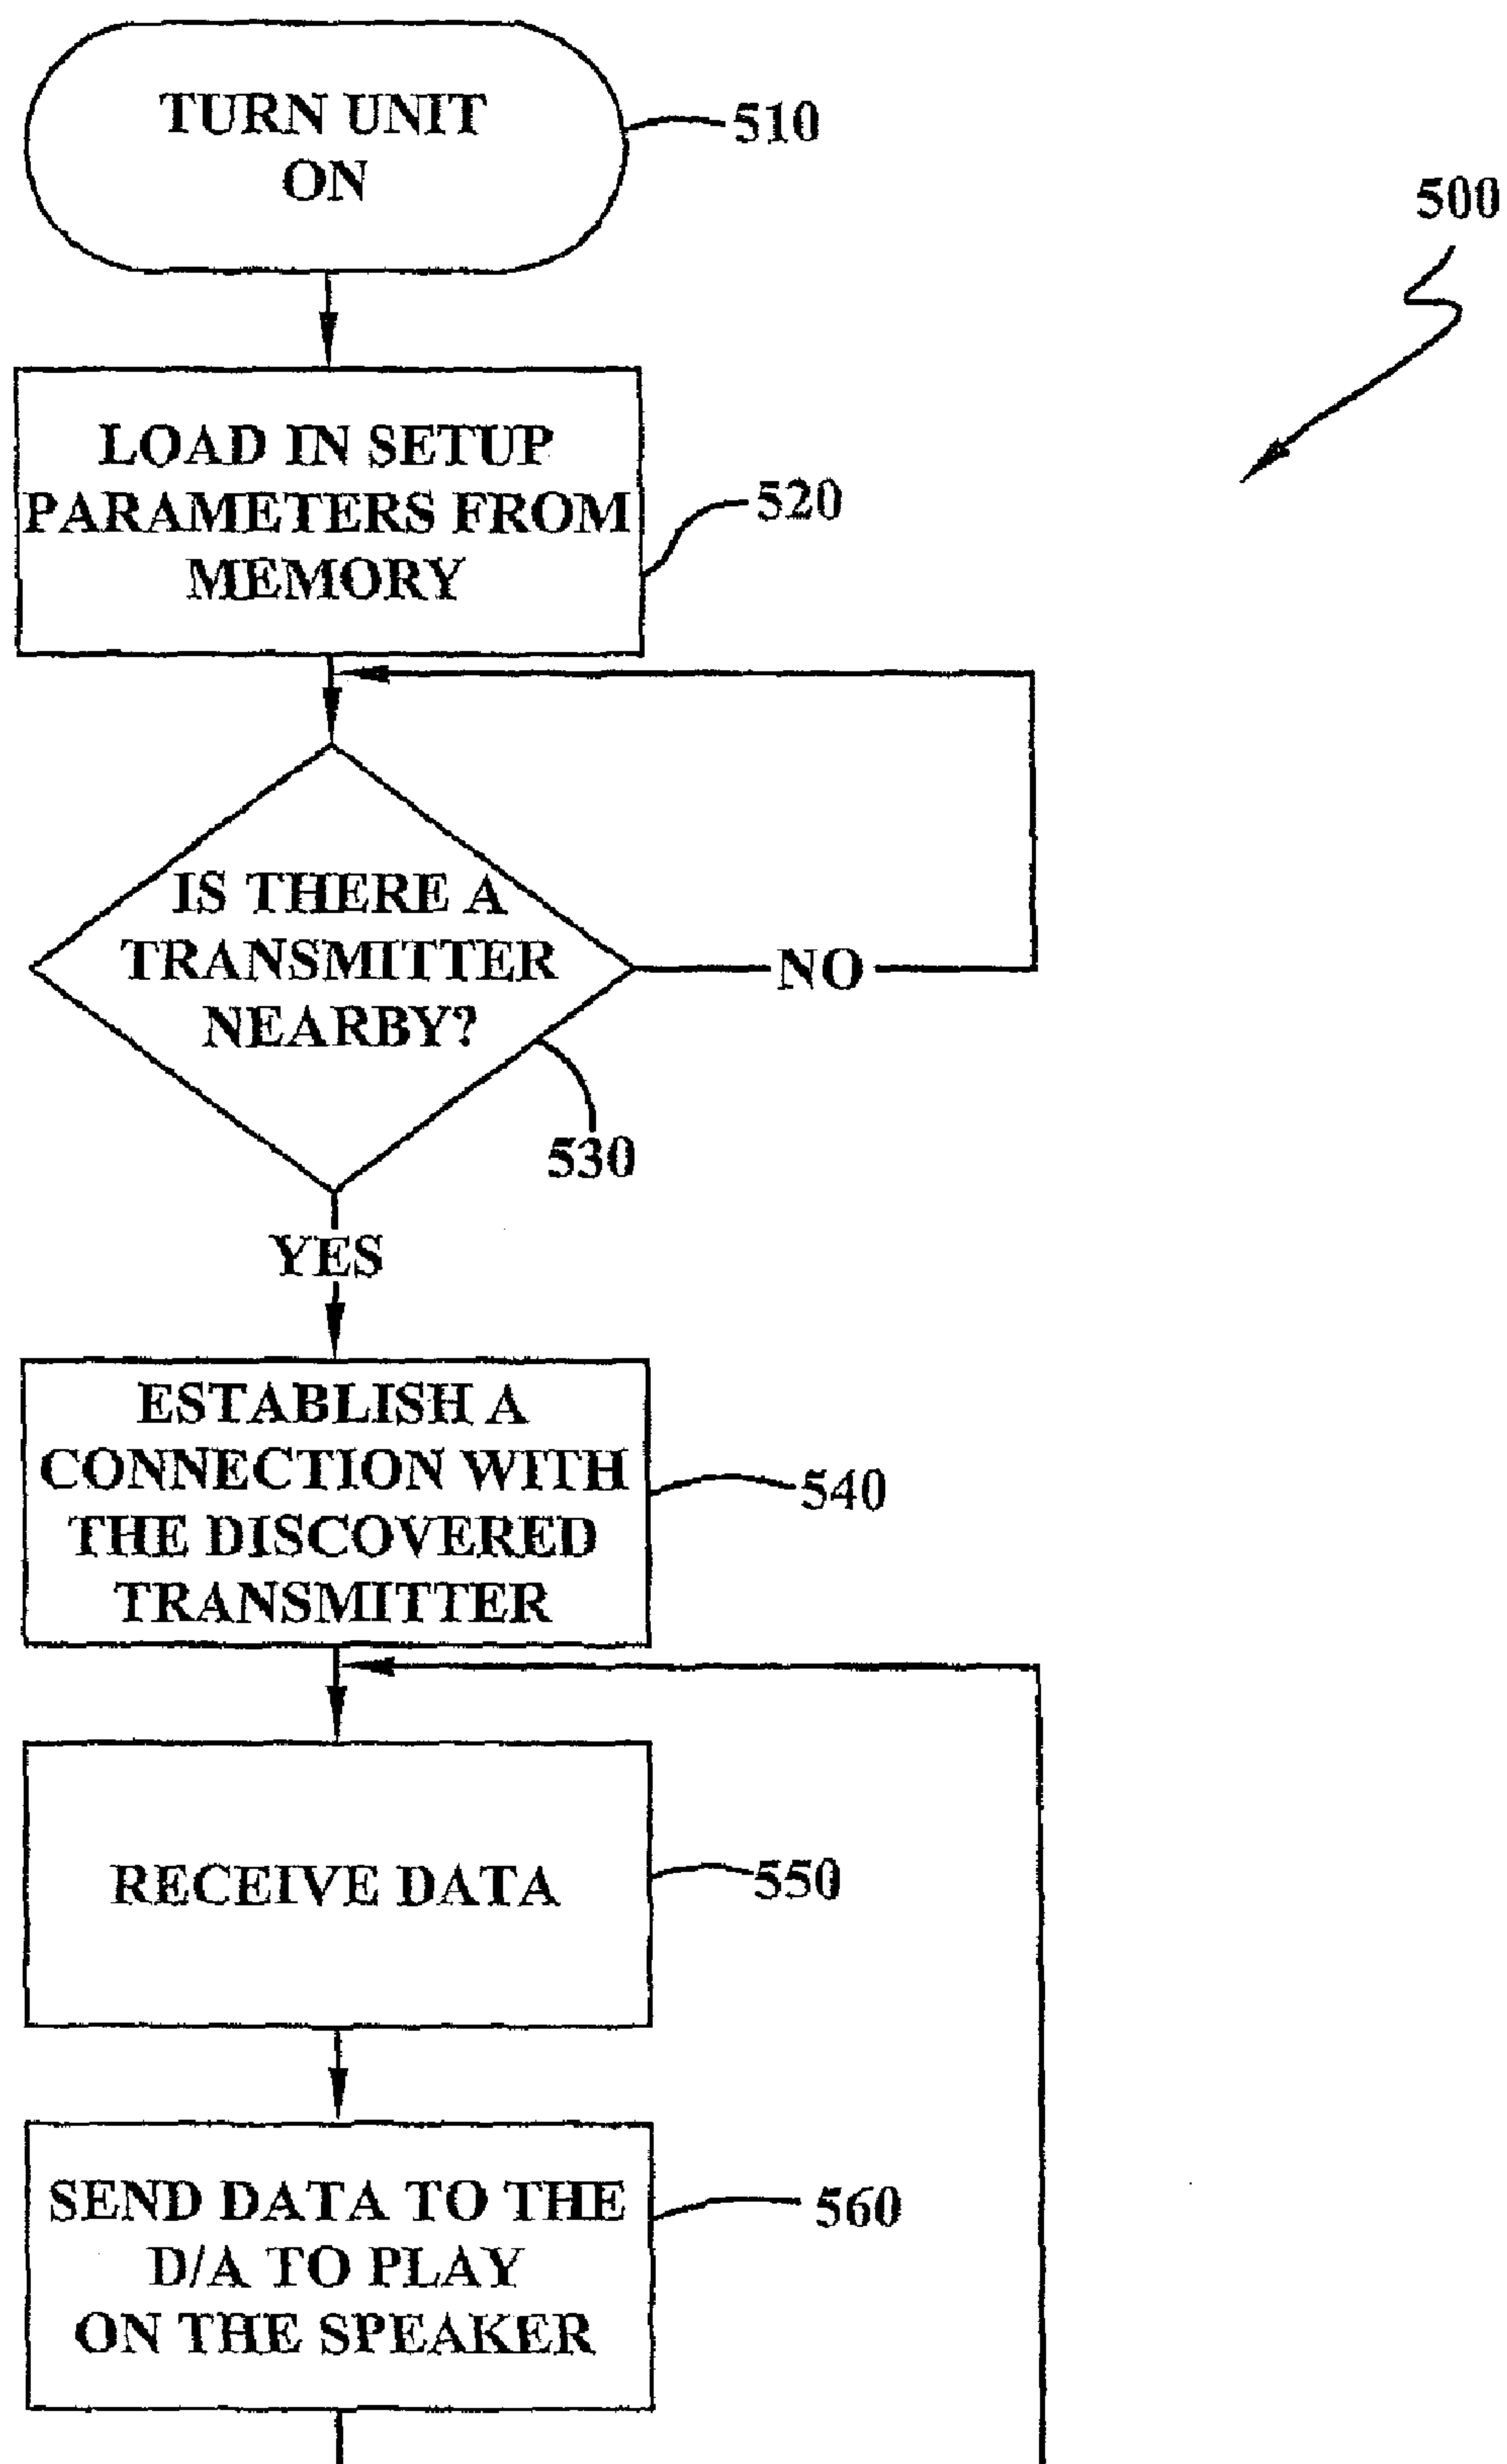 TURN UNIT
ON
510
500
LOAD IN SETUP
PARAMETERS FROM
MEMORY
520
IS THERE A
TRANSMITTER
NEARBY?
NO
530
YES
ESTABLISH A
CONNECTION WITH
THE DISCOVERED
TRANSMITTER
540
RECEIVE DATA
550
SEND DATA TO THE
D/A TO PLAY
ON THE SPEAKER
560